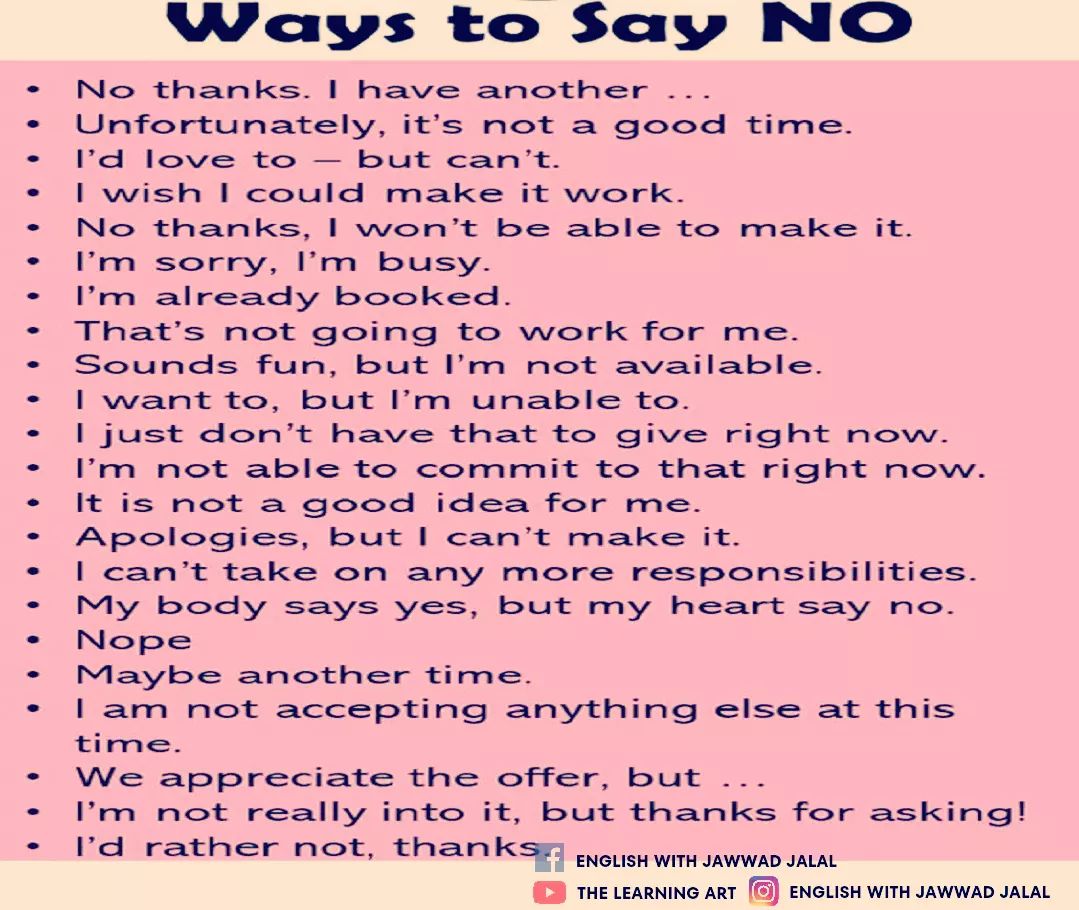 Ways to Say NO
• No thanks. I have another ...
• Unfortunately, it's not a good time.
• I'd love to – but can't.
• I wish I could make it work.
• No thanks, I won't be able to make it.
• I'm sorry, I'm busy.
• I'm already booked.
• That's not going to work for me.
• Sounds fun, but I'm not available.
• I want to, but I'm unable to.
• I just don't have that to give right now.
• I'm not able to commit to that right now.
• It is not a good idea for me.
• Apologies, but I can't make it.
• I can't take on any more responsibilities.
• My body says yes, but my heart say no.
• Nope
• Maybe another time.
• I am not accepting anything else at this
time.
• We appreciate the offer, but ...
• I'm not really into it, but thanks for asking!
• I'd rather not, thanks.
ENGLISH WITH JAWWAD JALAL
THE LEARNING ART ENGLISH WITH JAWWAD JALAL